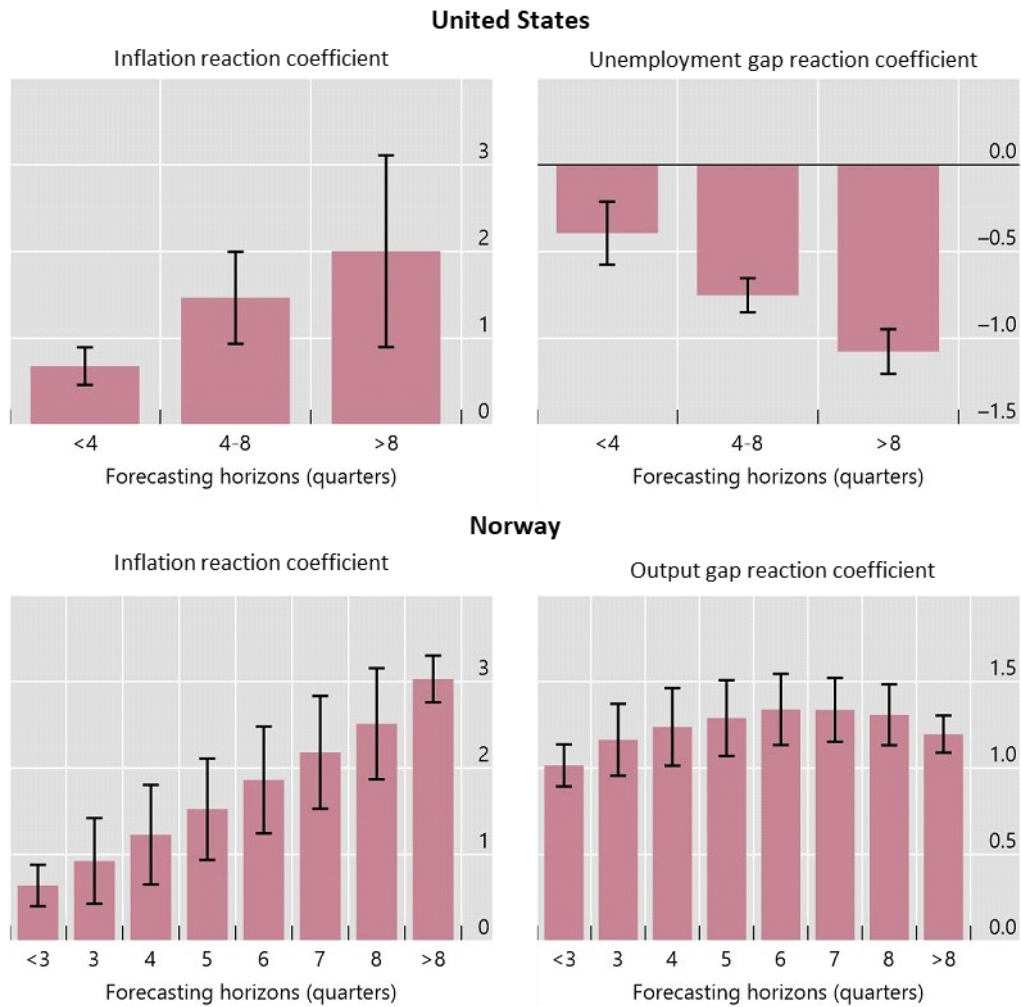 United States
Inflation reaction coefficient
3
2
1
0
<4 4-8 >8
Forecasting horizons (quarters)
Unemployment gap reaction coefficient
0.0
–0.5
–1.0
–1.5
<4 4-8 >8
Forecasting horizons (quarters)
Norway
Inflation reaction coefficient
3
2
1
0
<3 3 4 5 6 7 8 >8
Forecasting horizons (quarters)
Output gap reaction coefficient
1.5
1.0
0.5
0.0
<3 3 4 5 6 7 8 >8
Forecasting horizons (quarters)